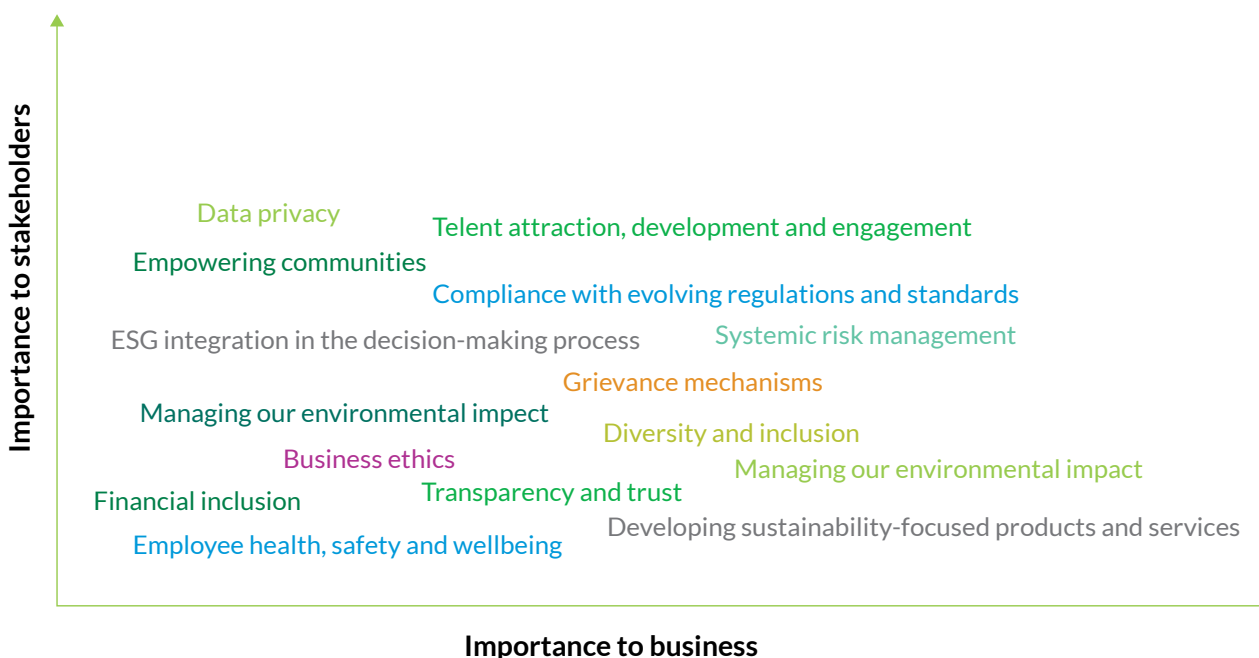 Importance to stakeholders
Data privacy
Telent attraction, development and engagement
Empowering communities
Compliance with evolving regulations and standards
ESG integration in the decision-making process
Systemic risk management
Grievance mechanisms
Managing our environmental impect
Diversity and inclusion
Business ethics
Managing our environmental impact
Transparency and trust
Financial inclusion
Developing sustainability-focused products and services
Employee health, safety and wellbeing
Importance to business